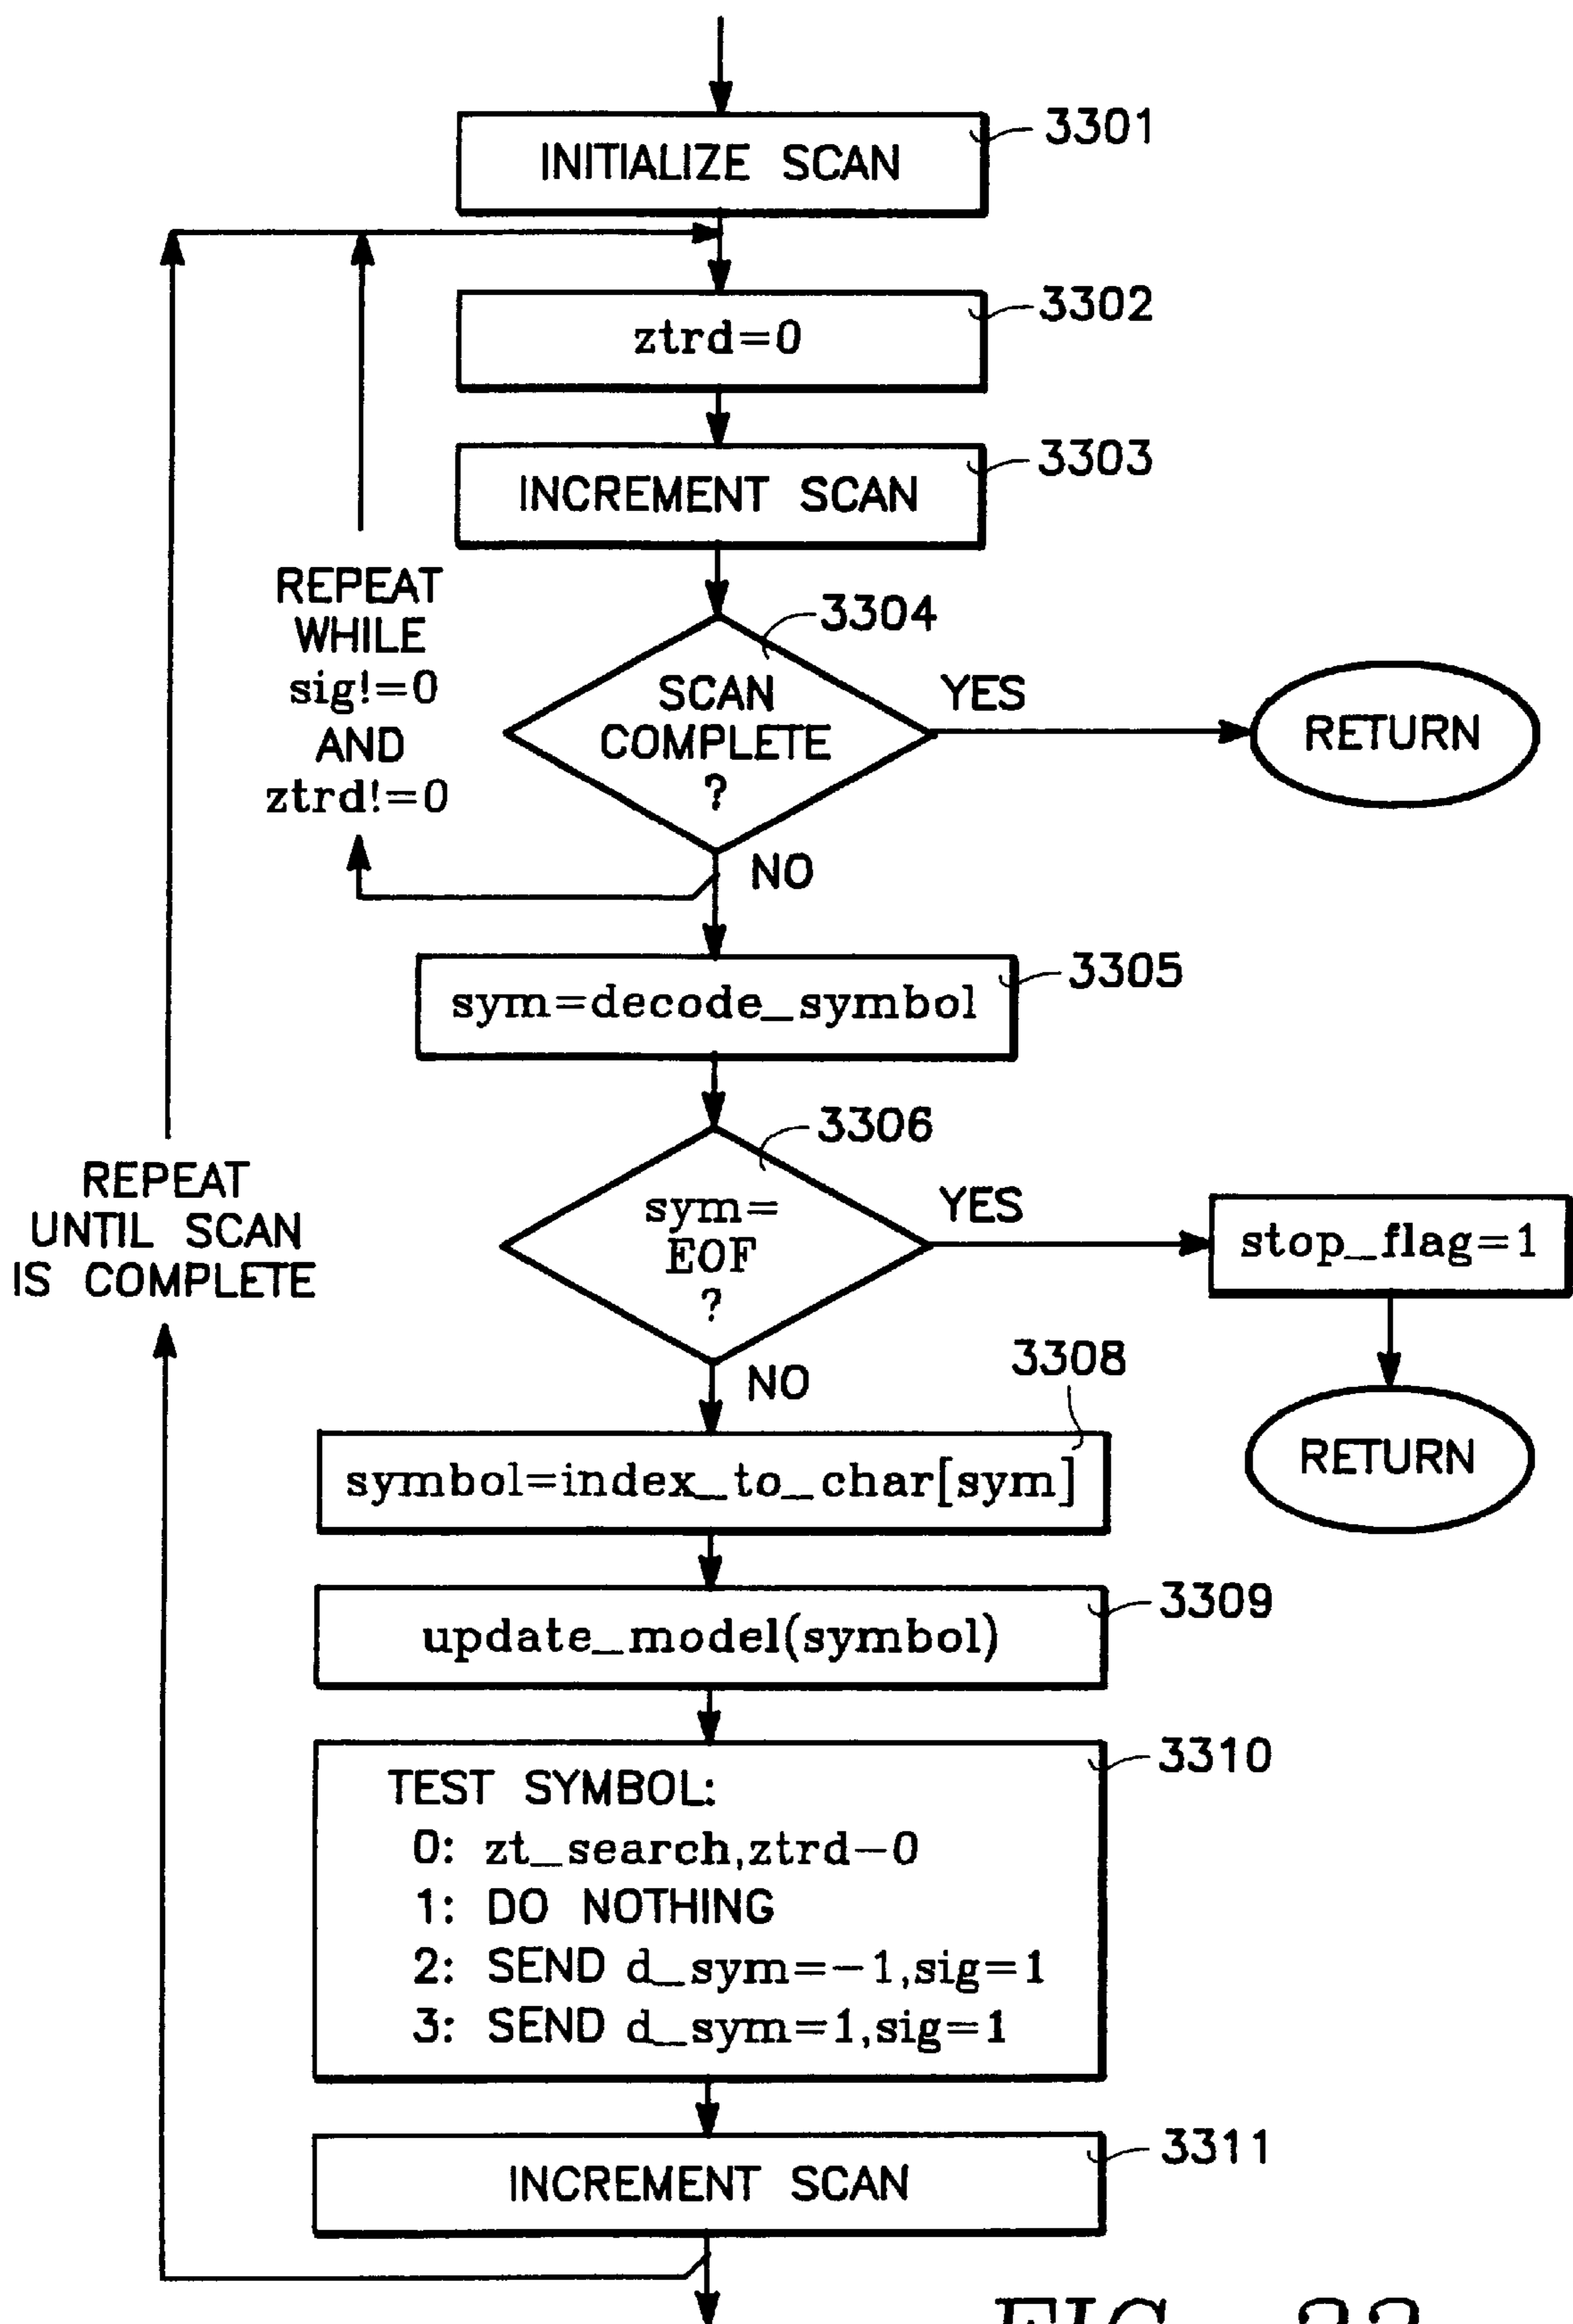 3301
INITIALIZE SCAN
3302
ztrd=0
3303
INCREMENT SCAN
REPEAT
WHILE
sig!=0
AND
ztrd!=0
3304
SCAN
COMPLETE
?
YES
RETURN
NO
3305
sym=decode_symbol
3306
sym=
EOF
?
YES
stop_flag=1
RETURN
NO
REPEAT
UNTIL SCAN
IS COMPLETE
3308
symbol=index_to_char[sym]
3309
update_model(symbol)
3310
TEST SYMBOL:
0: zt_search,ztrd-0
1: DO NOTHING
2: SEND d_sym=-1,sig=1
3: SEND d_sym=1,sig=1
3311
INCREMENT SCAN